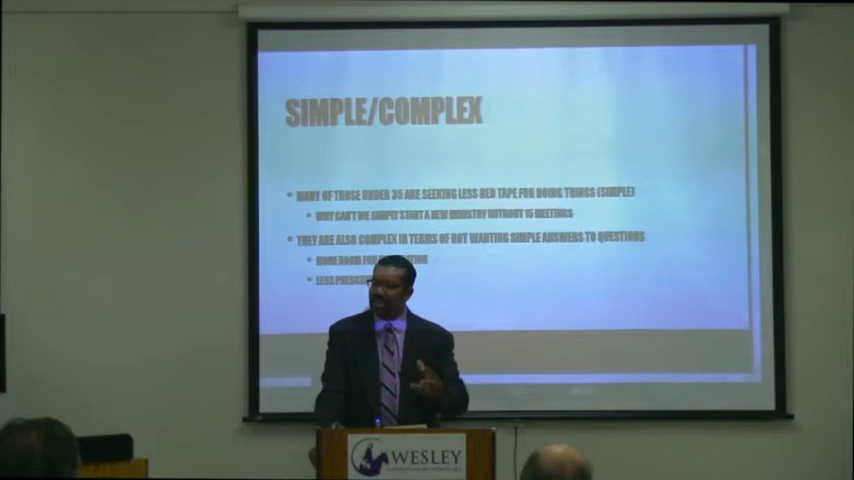 SIMPLE/COMPLEX
• MANY OF THOSE UNDER 35 ARE SEEKING LESS RED TAPE FOR DOING THINGS (SIMPLE)
• WHY CAN'T WE SIMPLY START A NEW MINISTRY WITHOUT 15 MEETINGS
• THEY ARE ALSO COMPLEX IN TERMS OF NOT WANTING SIMPLE ANSWERS TO QUESTIONS
• MORE ROOM FOR
• LESS
WESLEY